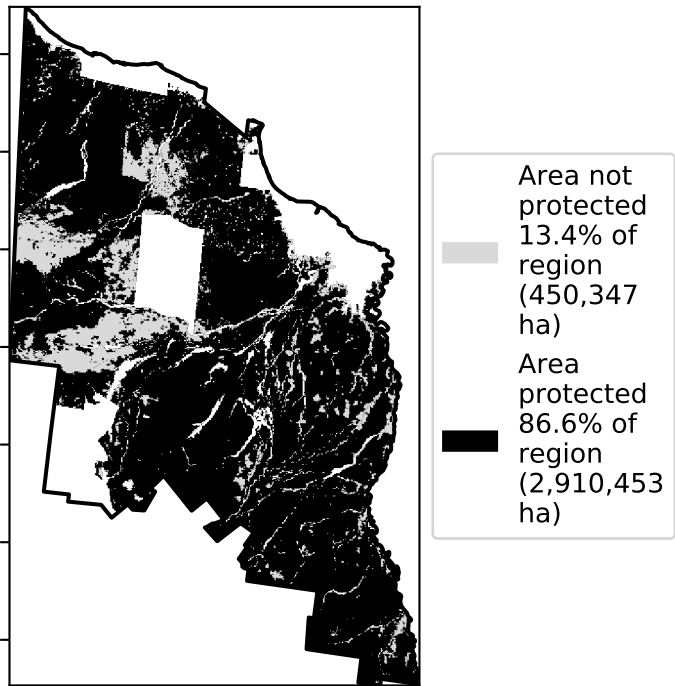 Area not
protected
13.4% of
region
(450,347
ha)
Area
protected
86.6% of
region
(2,910,453
ha)